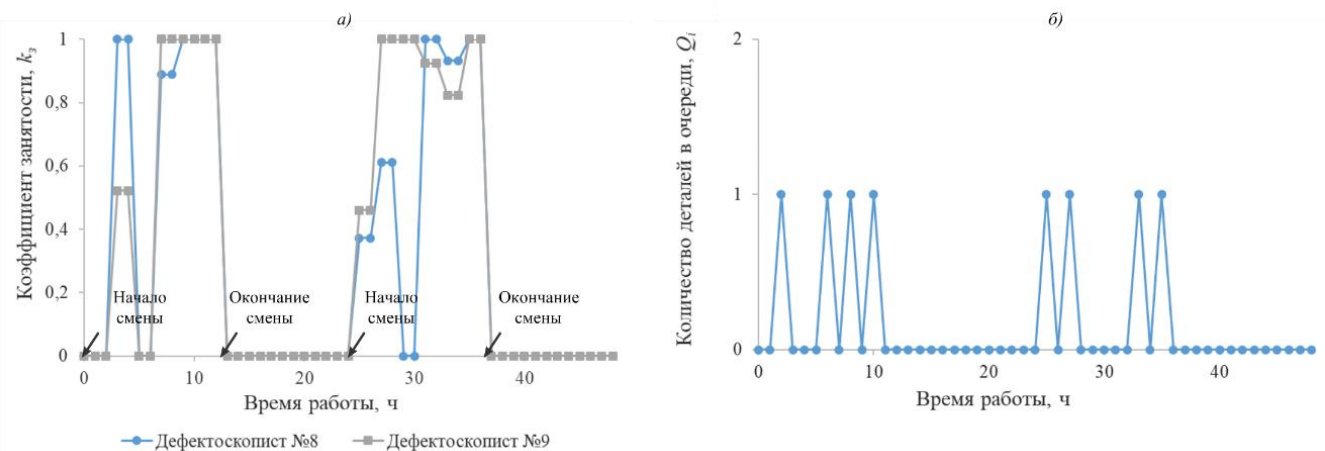 а)
Коэффициент занятости, kз
1
0,8
0,6
0,4
0,2
0
Начало
смены
Окончание
смены
Начало
смены
Окончание
смены
0
10
20
30
40
Время работы, ч
Дефектоскопист №8
Дефектоскопист №9
б)
Количество деталей в очереди, Qi
2
1
0
0
10
20
30
40
Время работы, ч